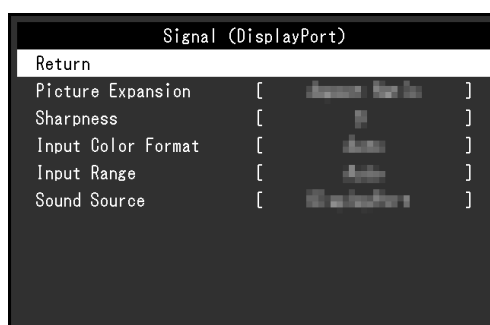 Signal (DisplayPort)
Return
Picture Expansion [ ]
Sharpness [ ]
Input Color Format [ ]
Input Range [ ]
Sound Source [ ]